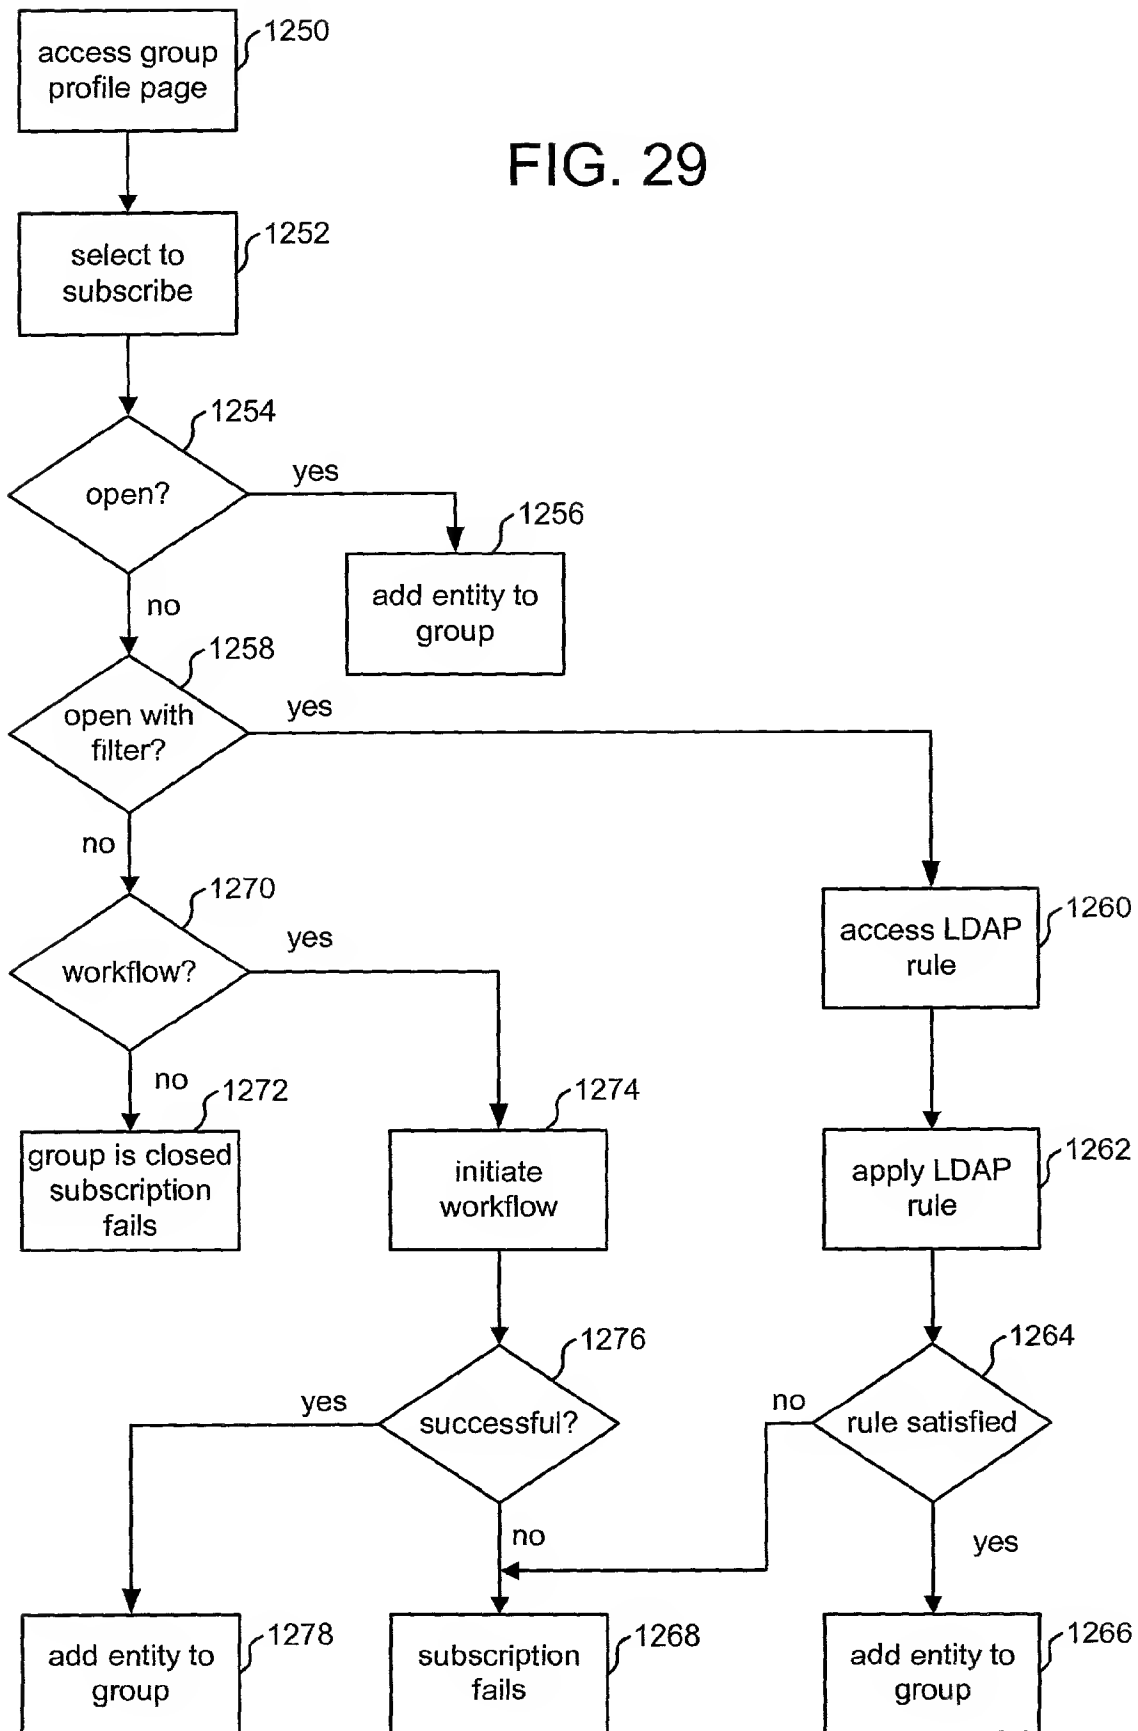 access group
profile page
1250
FIG. 29
select to
subscribe
1252
open?
1254
yes
no
add entity to
group
1256
open with
filter?
1258
yes
no
access LDAP
rule
1260
workflow?
1270
yes
no
group is closed
subscription
fails
1272
initiate
workflow
1274
apply LDAP
rule
1262
successful?
1276
yes
no
rule satisfied
1264
no
yes
add entity to
group
1278
subscription
fails
1268
add entity to
group
1266